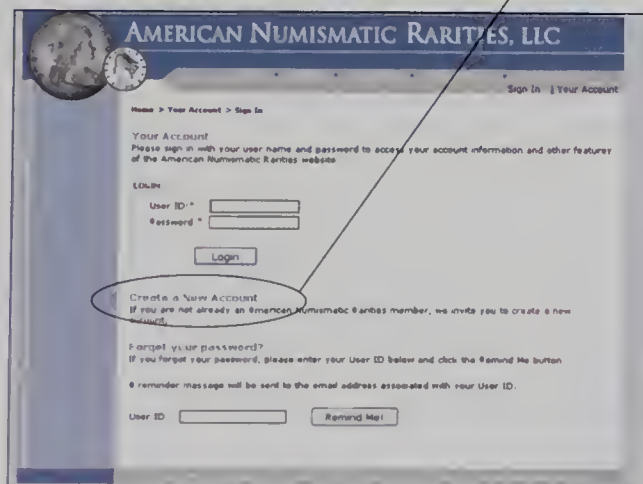 AMERICAN NUMISMATIC RARITIES, LLC
Sign In | Your Account
Home > Your Account > Sign In
Your Account
Please sign in with your user name and password to access your account information and other features
of the American Numismatic Rarities website
LOGIN
User ID: *
Password *
Login
Create a New Account
If you are not already an American Numismatic Rarities member, we invite you to create a new
account.
Forget your password?
If you forgot your password, please enter your User ID below and click the Remind Me button
A reminder message will be sent to the email address associated with your User ID.
User ID
Remind Me!